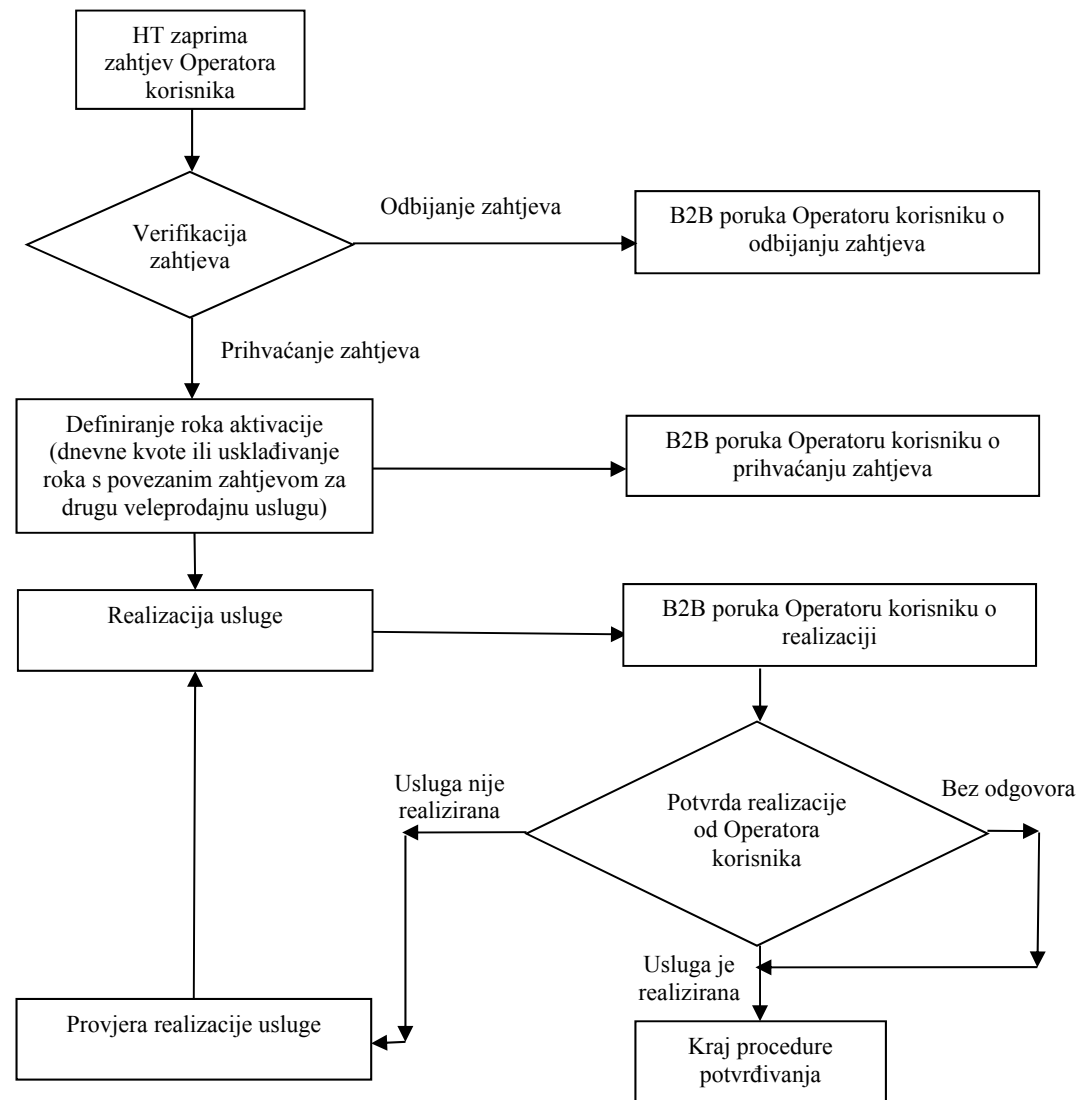 HT zaprima
zahtjev Operatora
korisnika
Verifikacija
zahtjeva
Odbijanje zahtjeva
B2B poruka Operatoru korisniku o
odbijanju zahtjeva
Prihvaćanje zahtjeva
Definiranje roka aktivacije
(dnevne kvote ili usklađivanje
roka s povezanim zahtjevom za
drugu veleprodajnu uslugu)
B2B poruka Operatoru korisniku o
prihvaćanju zahtjeva
Realizacija usluge
B2B poruka Operatoru korisniku o
realizaciji
Usluga nije
realizirana
Potvrda realizacije
od Operatora
korisnika
Bez odgovora
Usluga je
realizirana
Provjera realizacije usluge
Kraj procedure
potvrđivanja